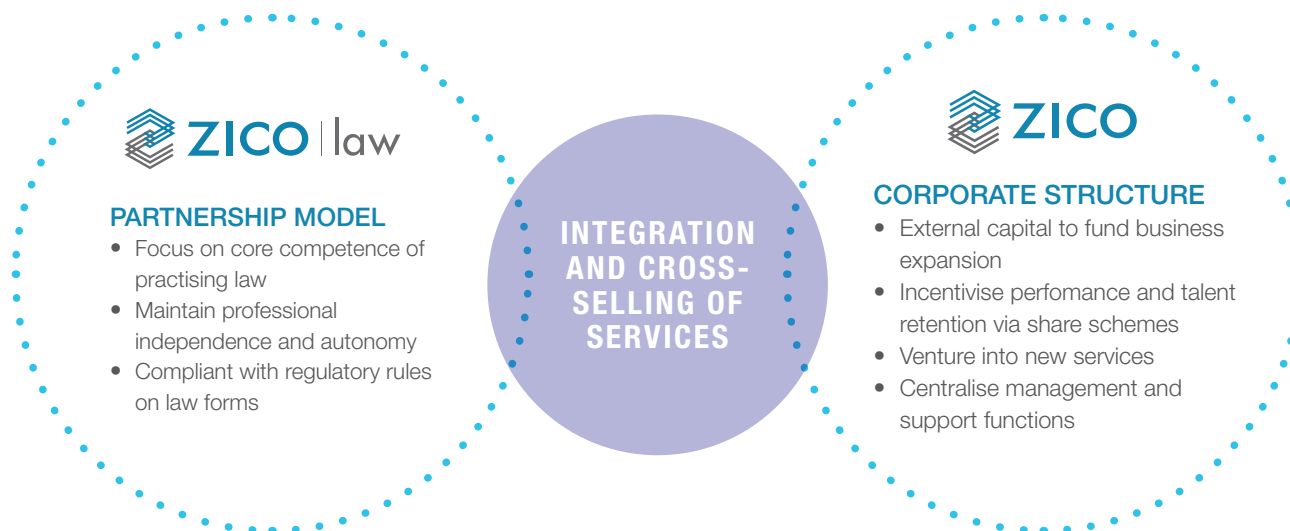 ZICO law
PARTNERSHIP MODEL
• Focus on core competence of
practising law
• Maintain professional
independence and autonomy
• Compliant with regulatory rules
on law forms
INTEGRATION
AND CROSS-
SELLING OF
SERVICES
ZICO
CORPORATE STRUCTURE
• External capital to fund business
expansion
• Incentivise perfomance and talent
retention via share schemes
• Venture into new services
• Centralise management and
support functions